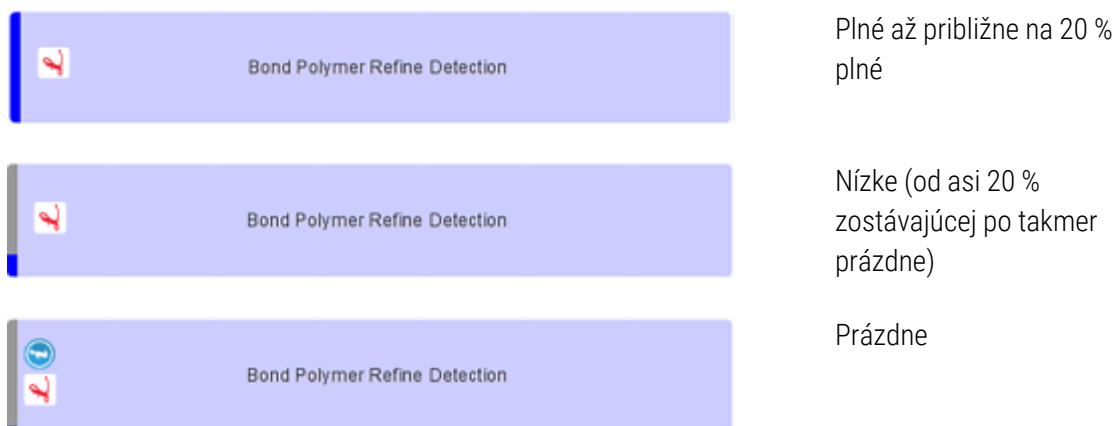 Bond Polymer Refine Detection
Plné až približne na 20 %
plné
Bond Polymer Refine Detection
Nízke (od asi 20 %
zostávajúcej po takmer
prázdne)
Bond Polymer Refine Detection
Prázdne